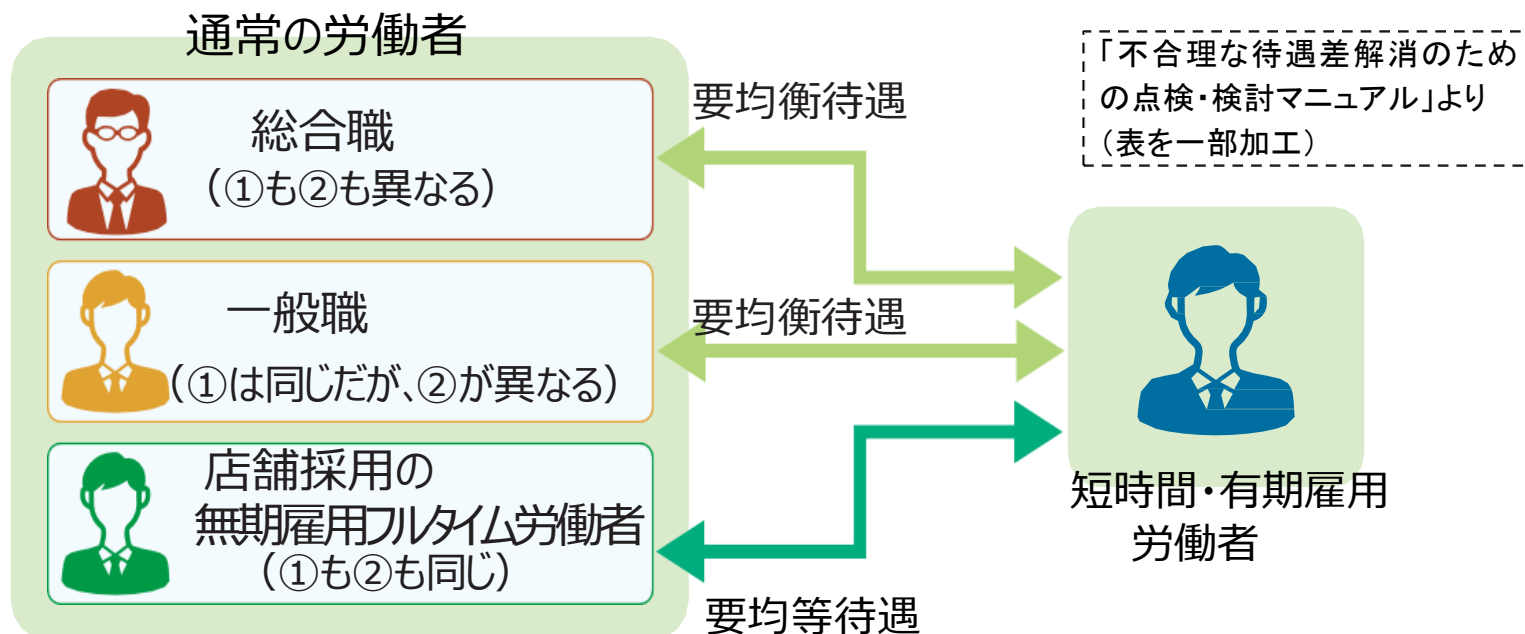 通常の労働者
総合職
（①も②も異なる）
一般職
（①は同じだが、②が異なる）
店舗採用の
無期雇用フルタイム労働者
（①も②も同じ）
要均衡待遇
要均衡待遇
要均等待遇
「不合理な待遇差解消のため
の点検・検討マニュアル」より
（表を一部加工）
短時間・有期雇用
労働者